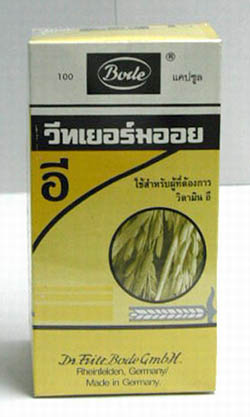 Bode ®
100 แคปซูล
วีทเยอร์มออย
อี
ใช้สำหรับผู้ที่ต้องการ
วิตามิน อี
Dr. Fritz Bode GmbH.
Rheinfelden, Germany/
Made in Germany.